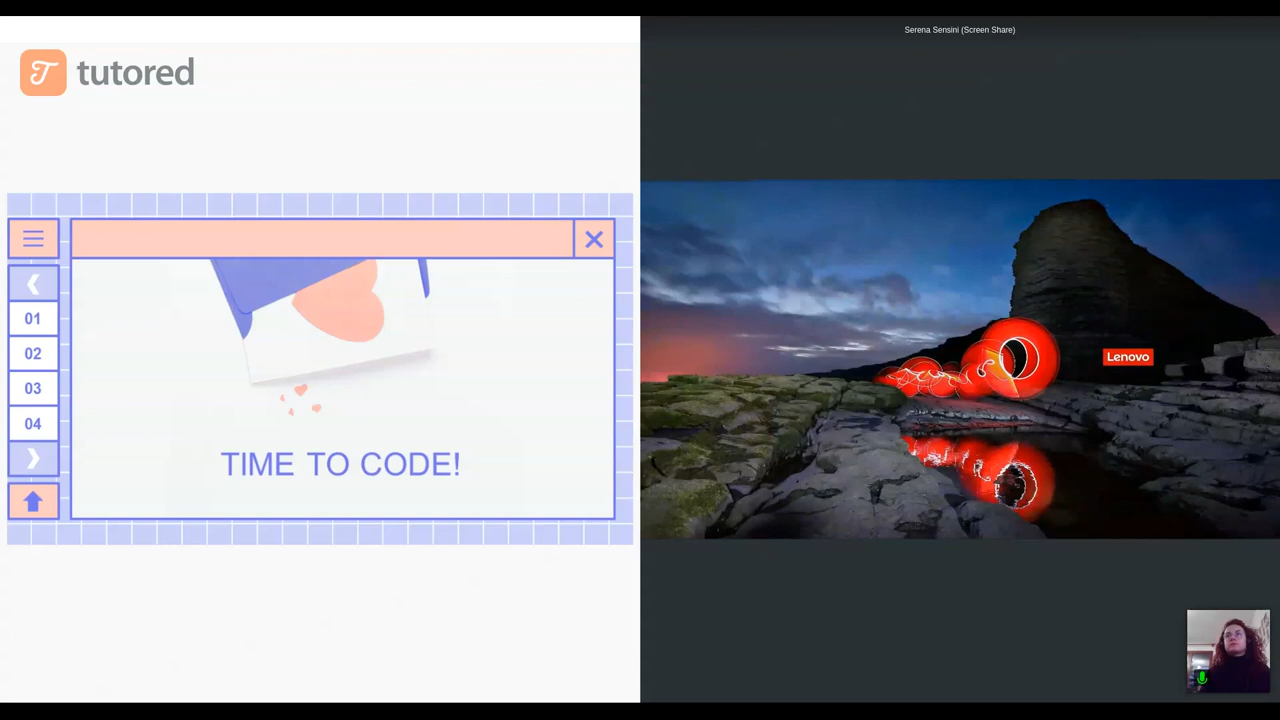 tutored
01
02
03
04
TIME TO CODE!
Serena Sensini (Screen Share)
Lenovo